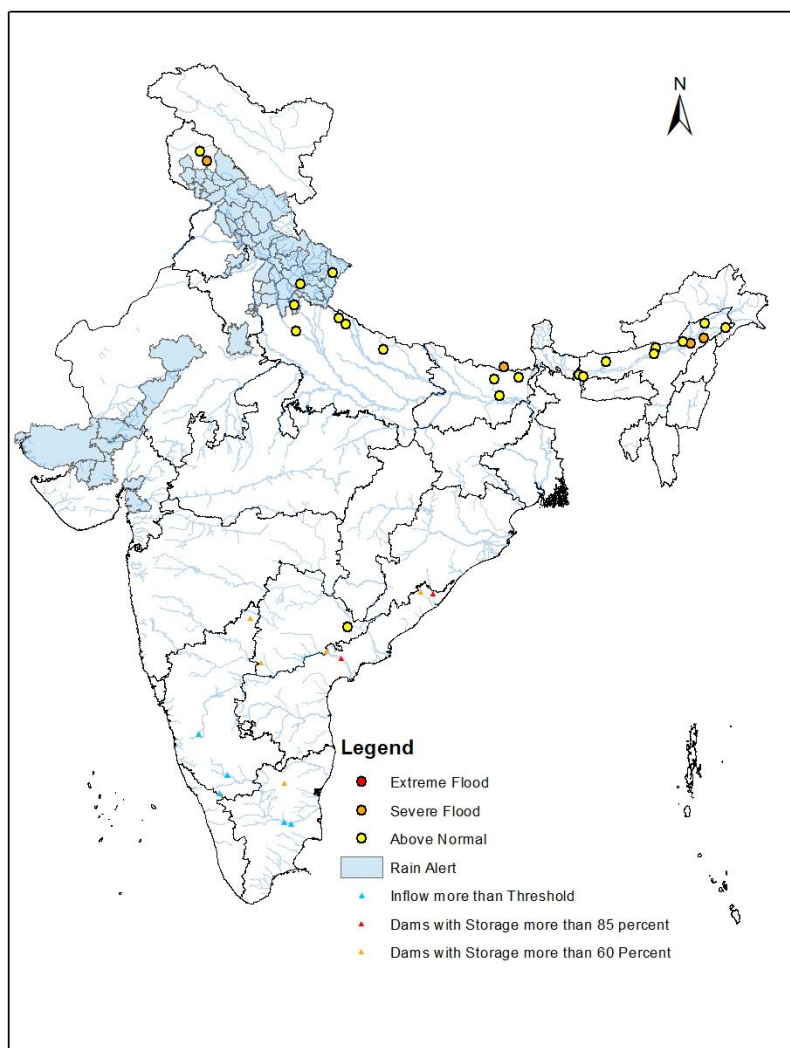 N
Legend
Extreme Flood
Severe Flood
Above Normal
Rain Alert
Inflow more than Threshold
Dams with Storage more than 85 percent
Dams with Storage more than 60 Percent